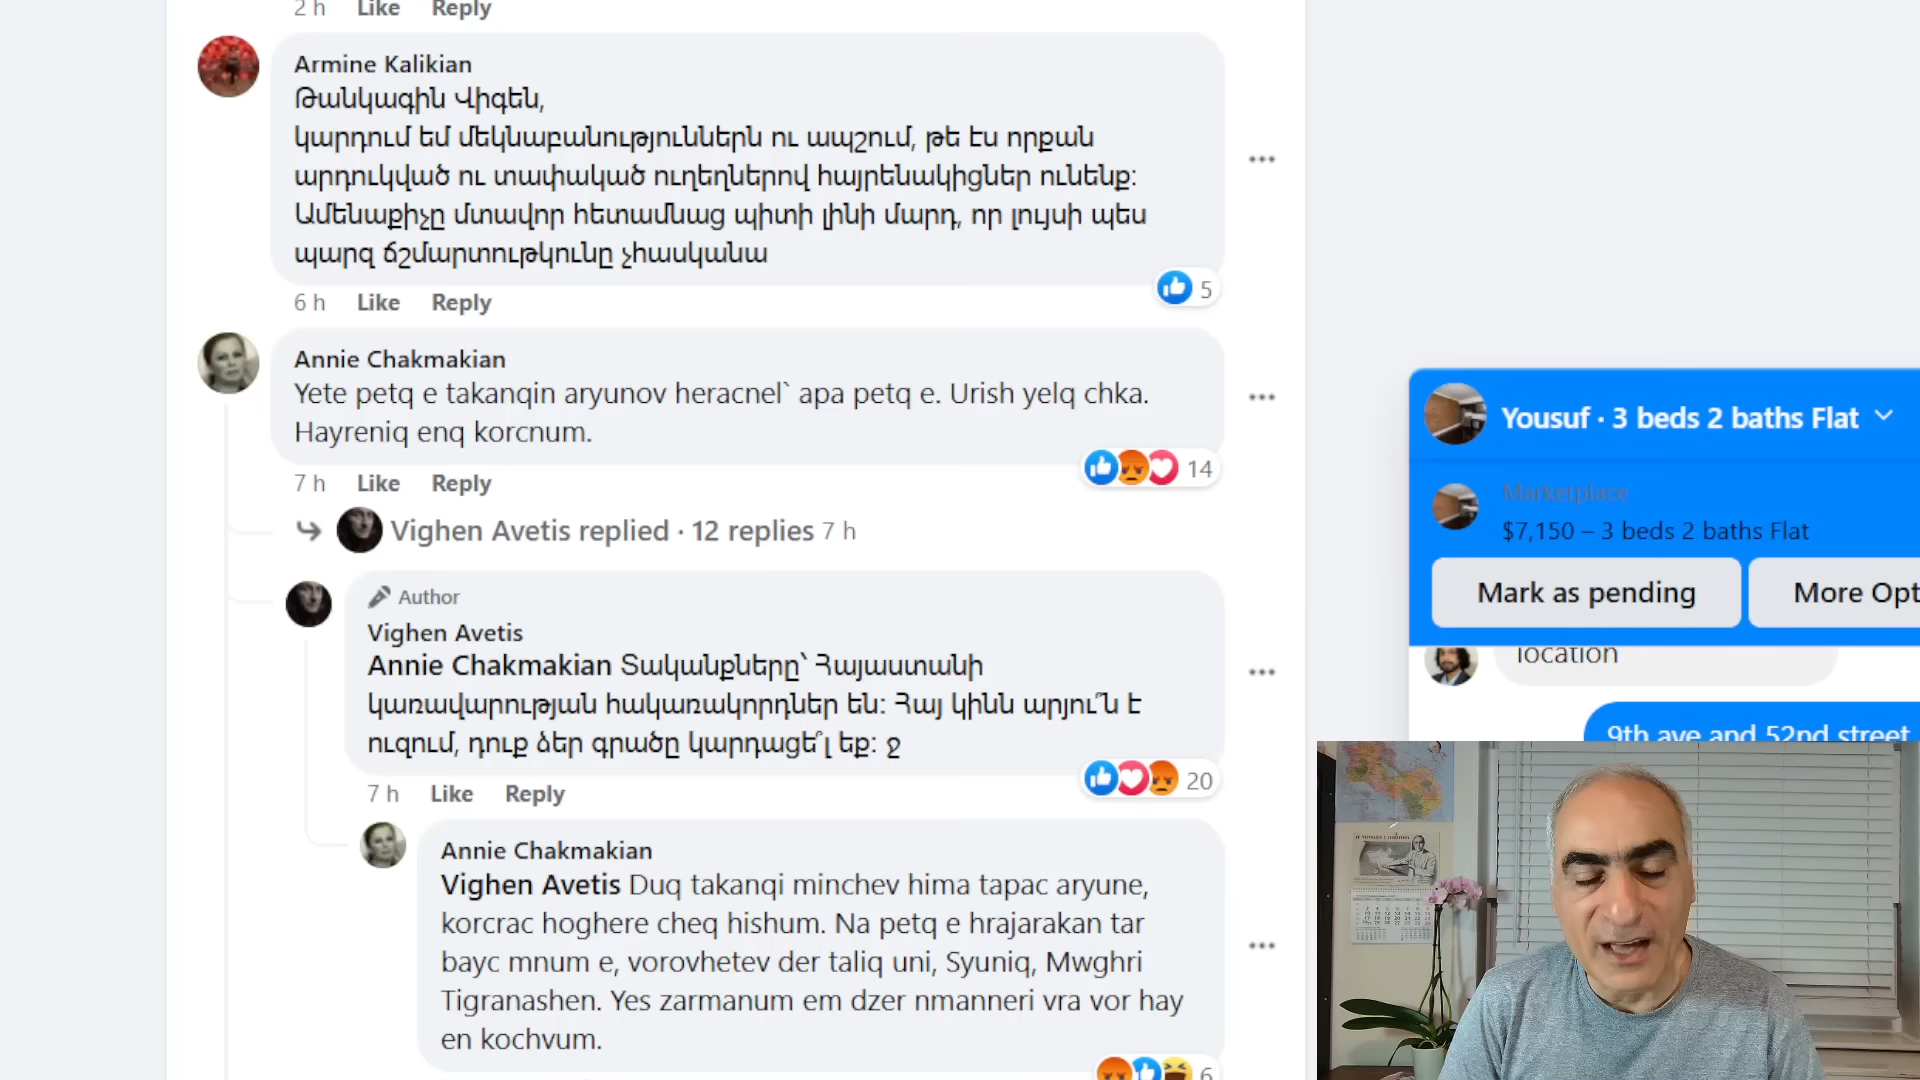 2 h Like Reply
Armine Kalikian
Թանկագին Վիգեն,
կարդում եմ մեկնաբանություններն ու ապշում, թե էս որքան
արդուկված ու տափակած ուղեղներով հայրենակիցներ ունենք:
Ամենաքիչը մտավոր հետամնաց պիտի լինի մարդ, որ լույսի պես
պարզ ճշմարտութկունը չհասկանա
5
6 h Like Reply
Annie Chakmakian
Yete petq e takanqin aryunov heracnel` apa petq e. Urish yelq chka.
Hayreniq enq korcnum.
14
7 h Like Reply
Vighen Avetis replied · 12 replies 7 h
Author
Vighen Avetis
Annie Chakmakian Տականքները՝ Հայաստանի
կառավարության հակառակորդներ են: Հայ կինն արյու՞ն է
ուզում, դուք ձեր գրածը կարդացե՞լ եք: ջ
20
7 h Like Reply
Annie Chakmakian
Vighen Avetis Duq takanqi minchev hima tapac aryune,
korcrac hoghere cheq hishum. Na petq e hrajarakan tar
bayc mnum e, vorovhetev der taliq uni, Syuniq, Mwghri
Tigranashen. Yes zarmanum em dzer nmanneri vra vor hay
en kochvum.
6
Yousuf · 3 beds 2 baths Flat
Marketplace
$7,150 – 3 beds 2 baths Flat
Mark as pending More Opt
location
9th ave and 52nd street